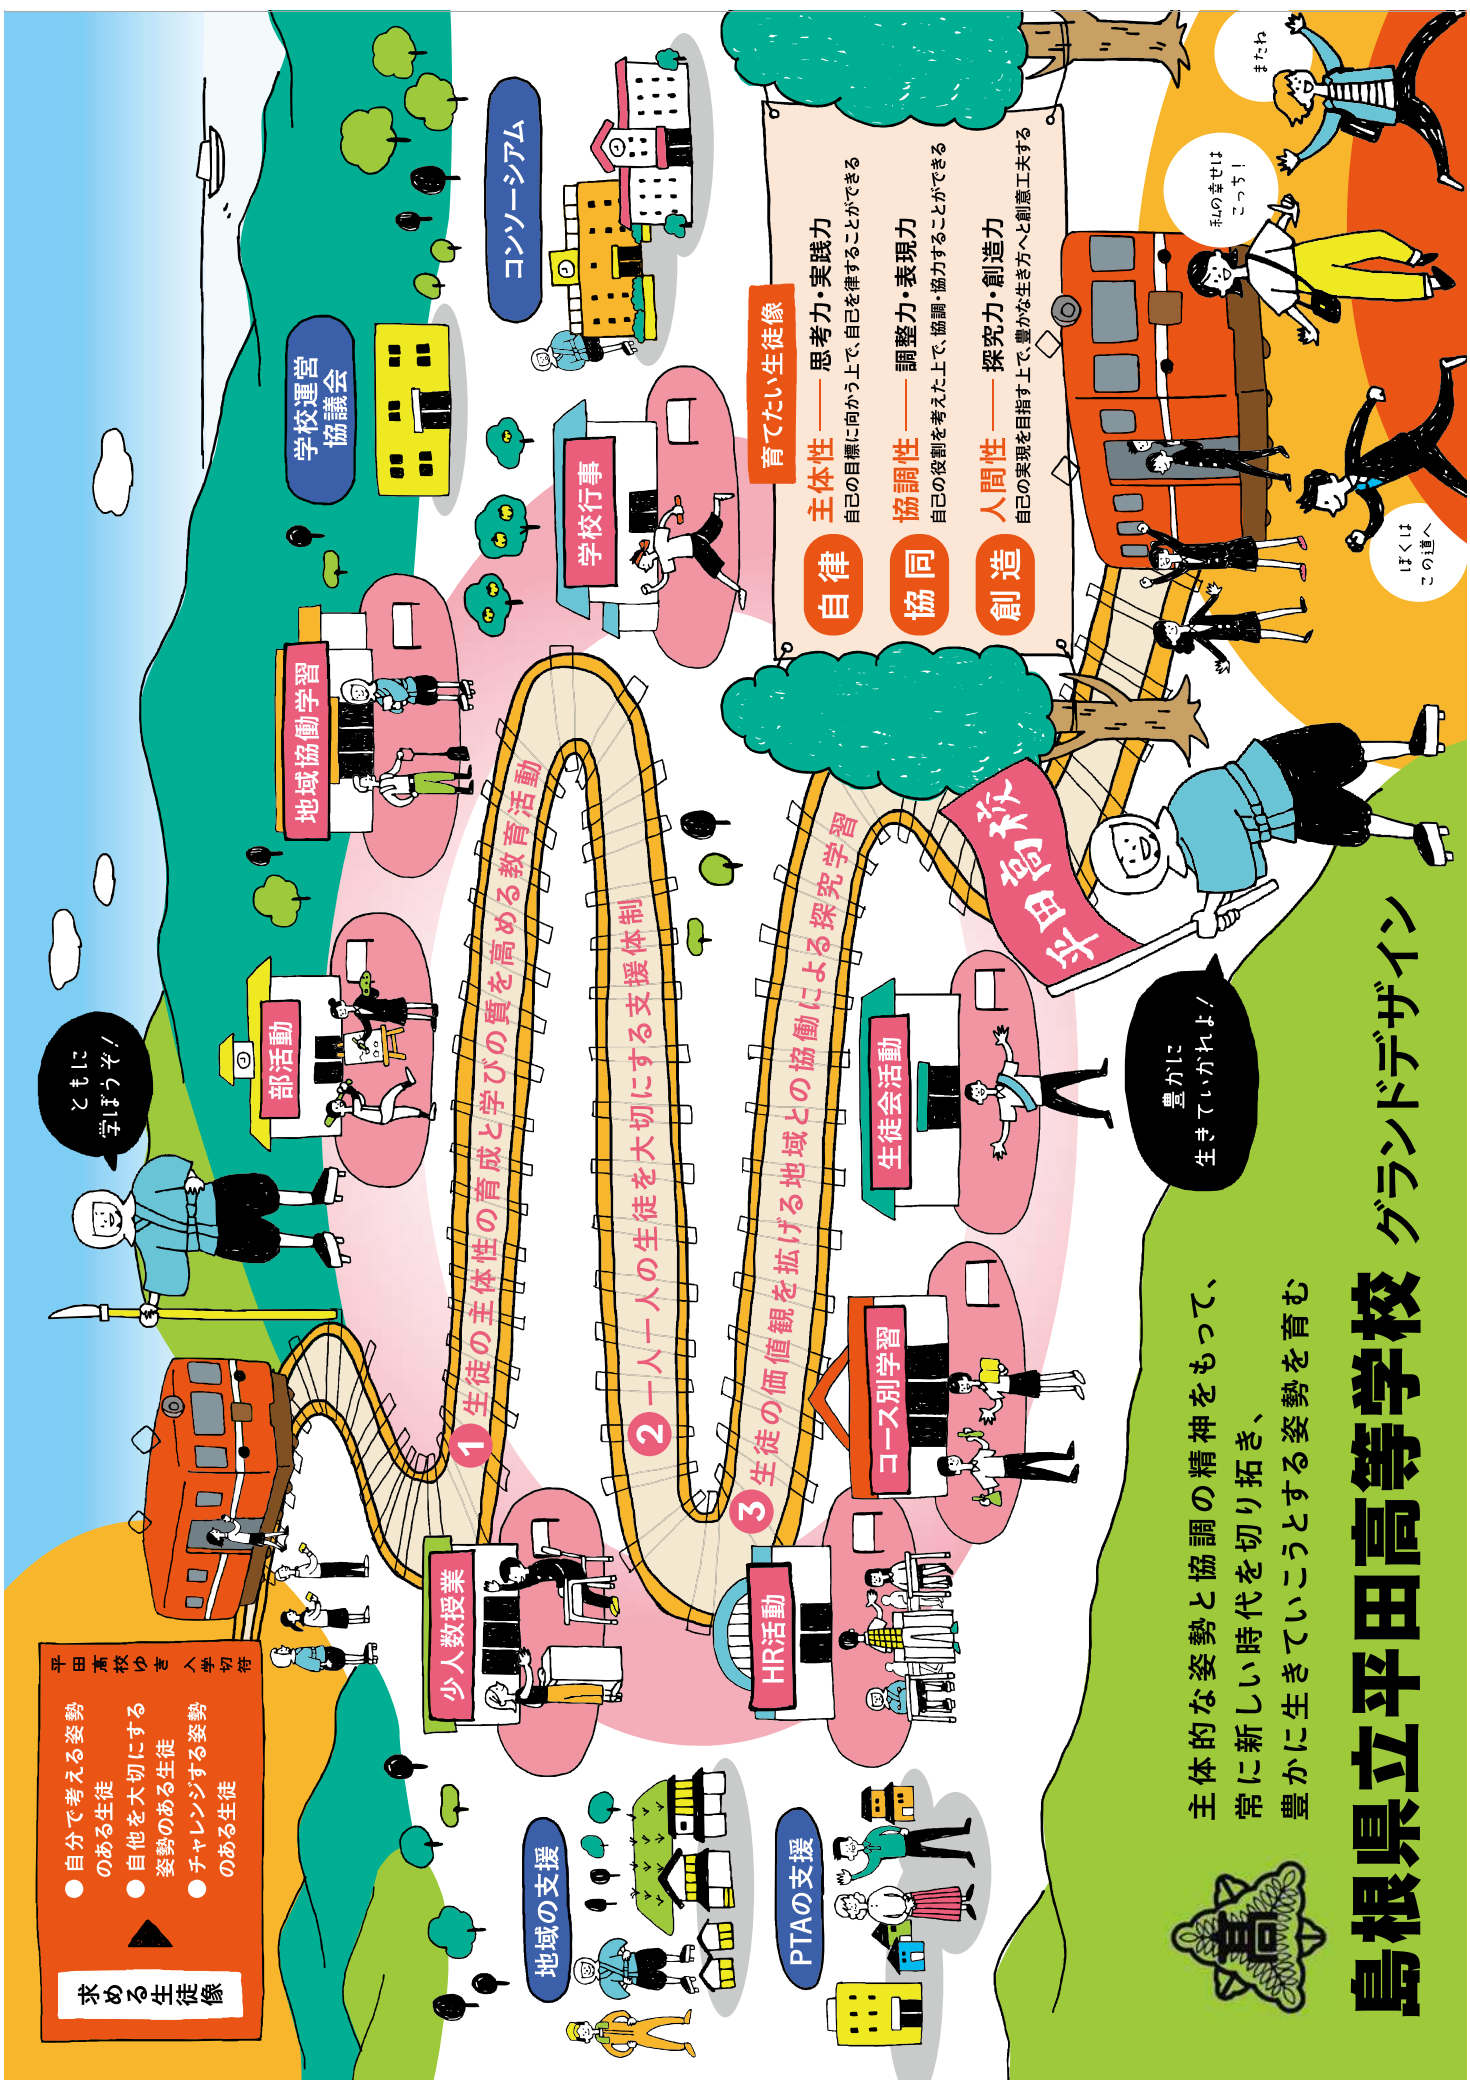 島根県立平田高等学校 グランドデザイン
主体的な姿勢と協調の精神をもって、
常に新しい時代を切り拓き、
豊かに生きていこうとする姿勢を育む
高
求める生徒像
●自分で考える姿勢
のある生徒
●自他を大切にする
姿勢のある生徒
●チャレンジする姿勢
のある生徒
平田高校ゆき 入学切符
ともに
学ぼうぞ!
学校運営
協議会
コンソーシアム
地域の支援
PTAの支援
少人数授業
部活動
地域協働学習
学校行事
HR活動
コース別学習
生徒会活動
1 生徒の主体性の育成と学びの質を高める教育活動
2 一人一人の生徒を大切にする支援体制
3 生徒の価値観を拡げる地域との協働による探究学習
育てたい生徒像
自律 主体性 思考力・実践力
自己の目標に向かう上で、自己を律することができる
協同 協調性 調整力・表現力
自己の役割を考えた上で、協調・協力することができる
創造 人間性 探究力・創造力
自己の実現を目指す上で、豊かな生き方へと創意工夫する
平田高校
豊かに
生きていかれよ!
ぼくは
この道へ
私の幸せは
こっち!
またね